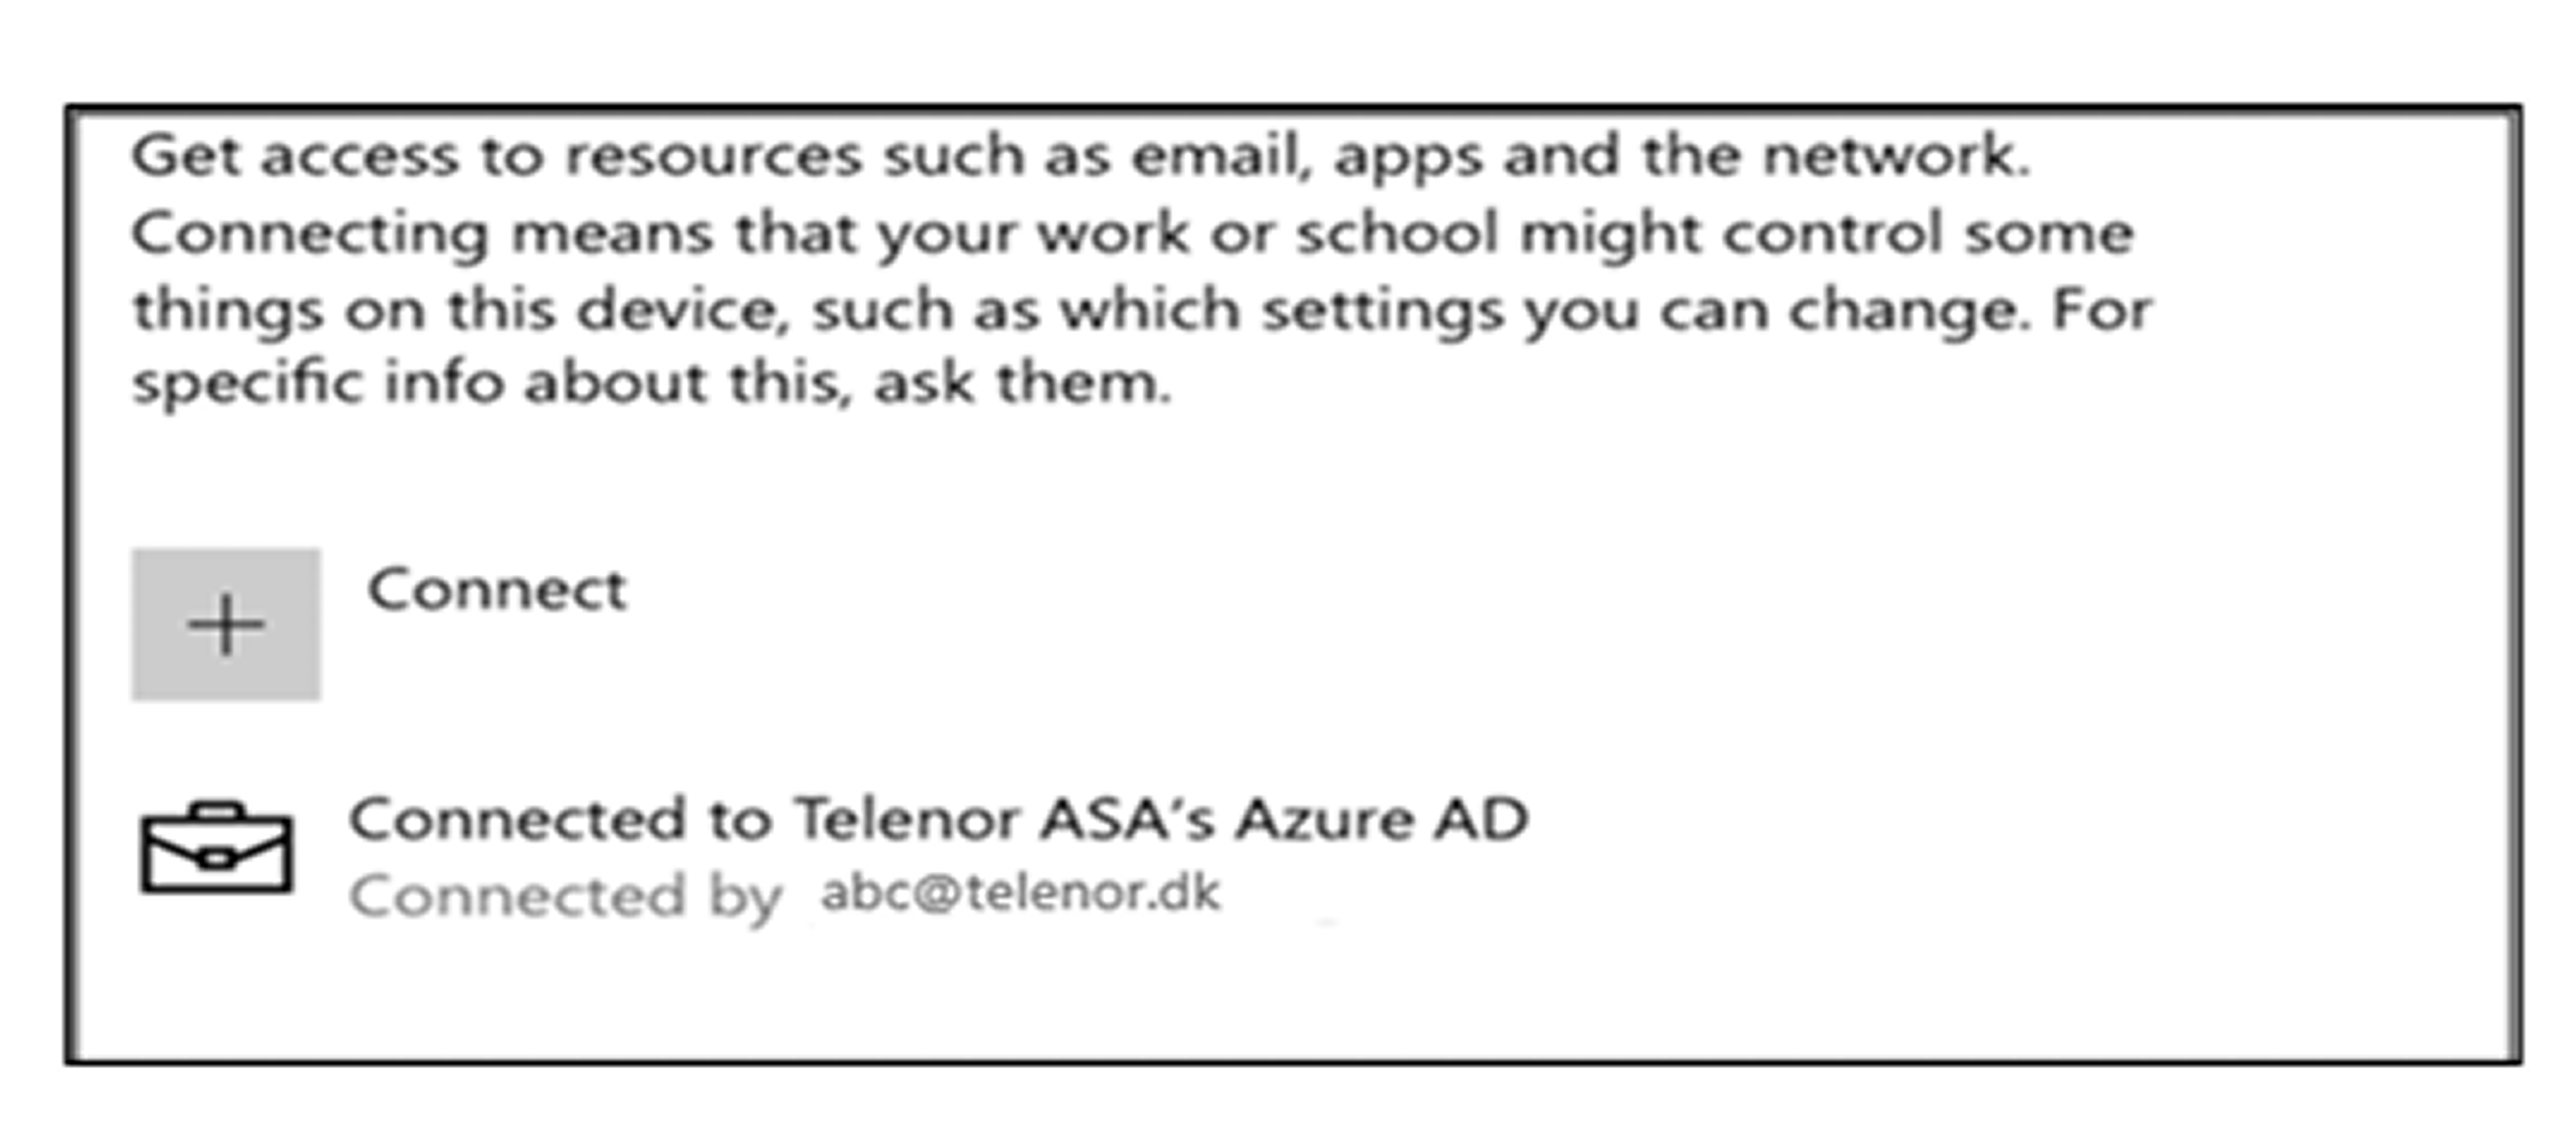 Get access to resources such as email, apps and the network.
Connecting means that your work or school might control some
things on this device, such as which settings you can change. For
specific info about this, ask them.
Connect
Connected to Telenor ASA's Azure AD
Connected by abc@telenor.dk